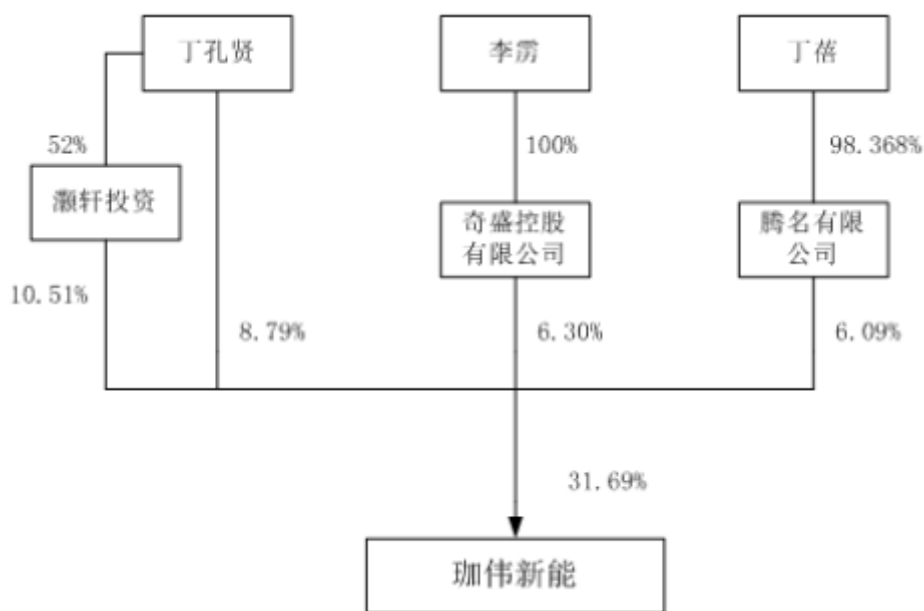 丁孔贤
李雳
丁蓓
52%
100%
98.368%
灏轩投资
奇盛控股
有限公司
腾名有限
公司
10.51%
8.79%
6.30%
6.09%
31.69%
珈伟新能